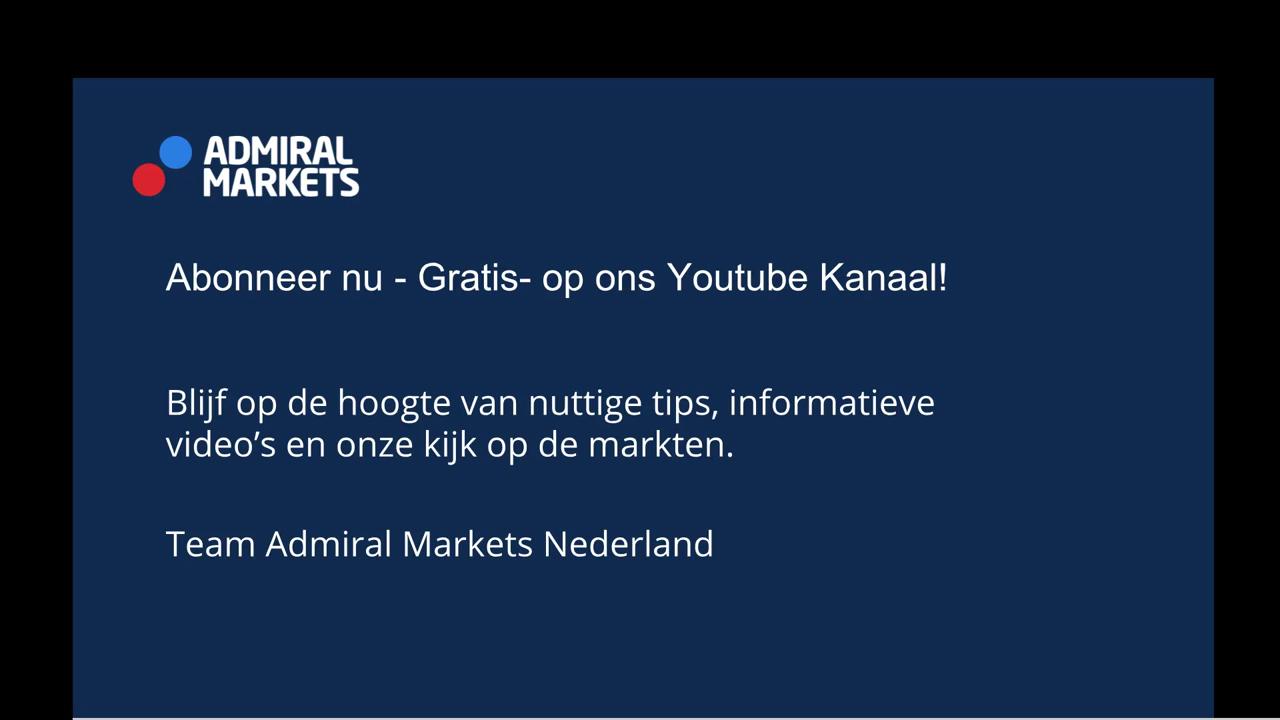 ADMIRAL
MARKETS
Abonneer nu - Gratis- op ons Youtube Kanaal!
Blijf op de hoogte van nuttige tips, informatieve
video’s en onze kijk op de markten.
Team Admiral Markets Nederland